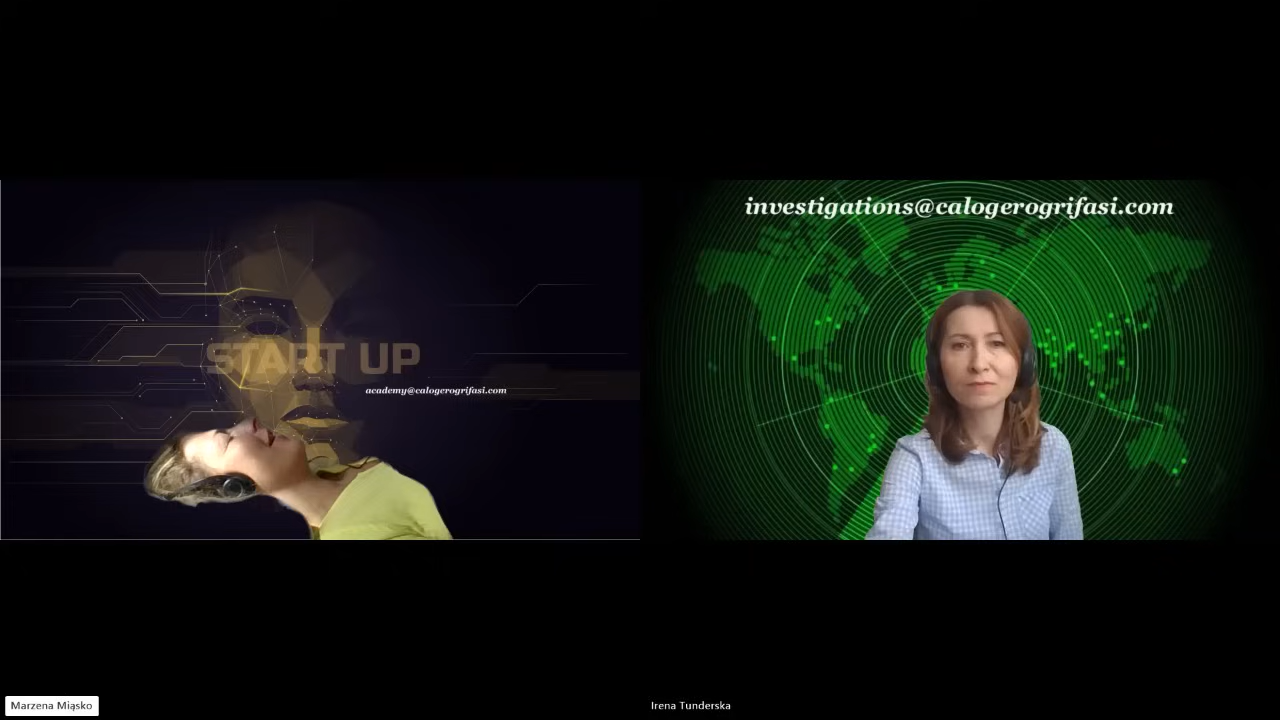 investigations@calogerogrifasi.com
START UP
academy@calogerogrifasi.com
Marzena Miąsko
Irena Tunderska